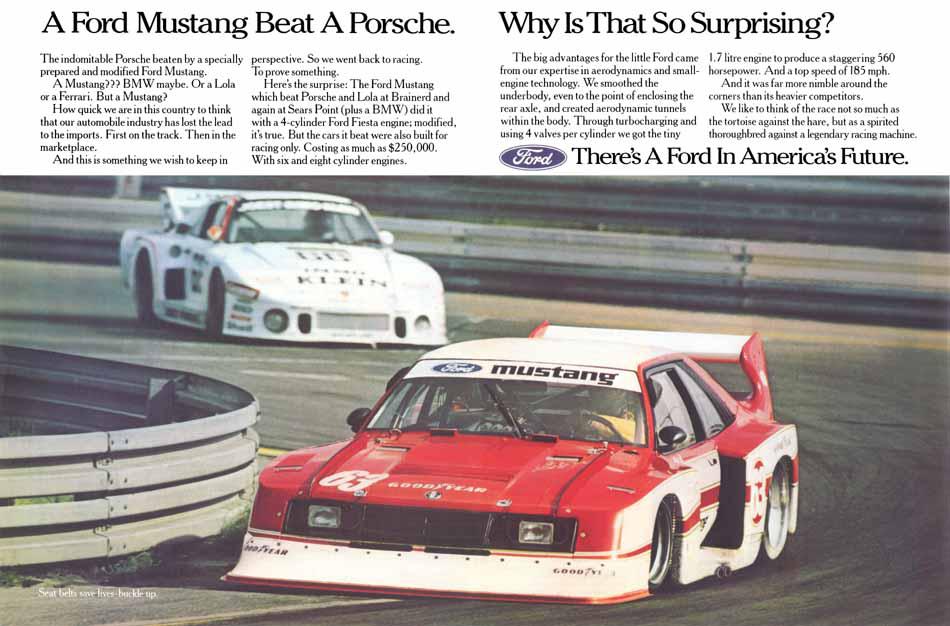 A Ford Mustang Beat A Porsche.
The indomitable Porsche beaten by a specially
prepared and modified Ford Mustang.
A Mustang??? BMW maybe. Or a Lola
or a Ferrari. But a Mustang?
How quick we are in this country to think
that our automobile industry has lost the lead
to the imports. First on the track. Then in the
marketplace.
And this is something we wish to keep in
perspective. So we went back to racing.
To prove something.
Here's the surprise: The Ford Mustang
which beat Porsche and Lola at Brainerd and
again at Sears Point (plus a BMW) did it
with a 4-cylinder Ford Fiesta engine; modified,
it's true. But the cars it beat were also built for
racing only. Costing as much as $250,000.
With six and eight cylinder engines.
Why Is That So Surprising?
The big advantages for the little Ford came
from our expertise in aerodynamics and small-
engine technology. We smoothed the
underbody, even to the point of enclosing the
rear axle, and created aerodynamic tunnels
within the body. Through turbocharging and
using 4 valves per cylinder we got the tiny
1.7 litre engine to produce a staggering 560
horsepower. And a top speed of 185 mph.
And it was far more nimble around the
corners than its heavier competitors.
We like to think of the race not so much as
the tortoise against the hare, but as a spirited
thoroughbred against a legendary racing machine.
Ford There's A Ford In America's Future.
KLEIN
Shell
Ford mustang
63 GOODYEAR
GOODYEAR
GOODYEAR
63
Seat belts save lives-buckle up.